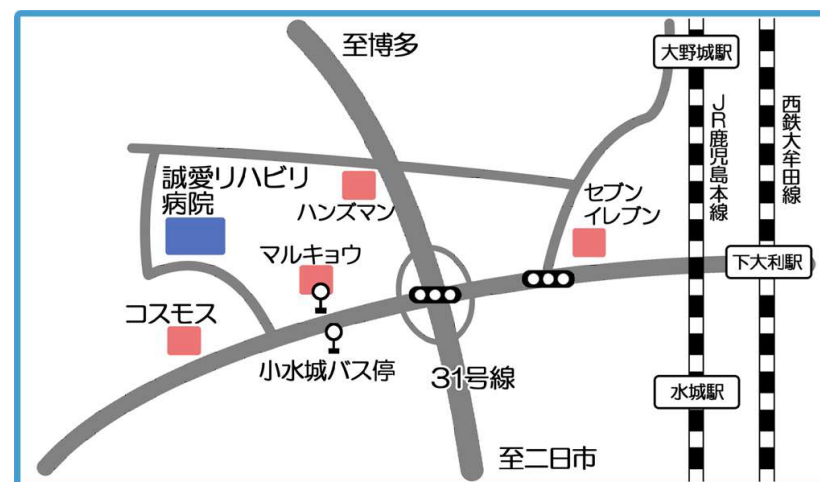 至博多
大野城駅
JR鹿児島本線
西鉄大牟田線
誠愛リハビリ
病院
ハンズマン
セブン
イレブン
マルキョウ
下大利駅
コスモス
小水城バス停
31号線
水城駅
至二日市